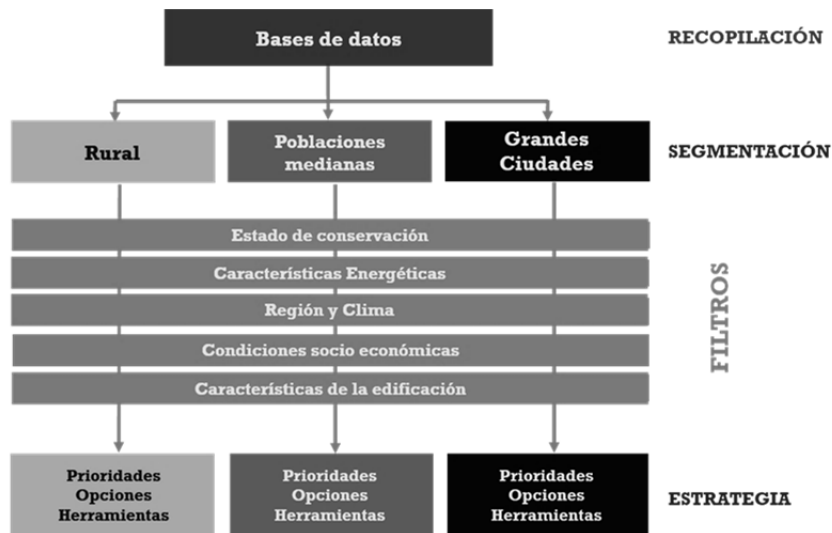 Bases de datos
RECOPILACIÓN
Rural
Poblaciones
medianas
Grandes
Ciudades
SEGMENTACIÓN
Estado de conservación
Características Energéticas
Región y Clima
Condiciones socio económicas
Características de la edificación
FILTROS
Prioridades
Opciones
Herramientas
Prioridades
Opciones
Herramientas
Prioridades
Opciones
Herramientas
ESTRATEGIA